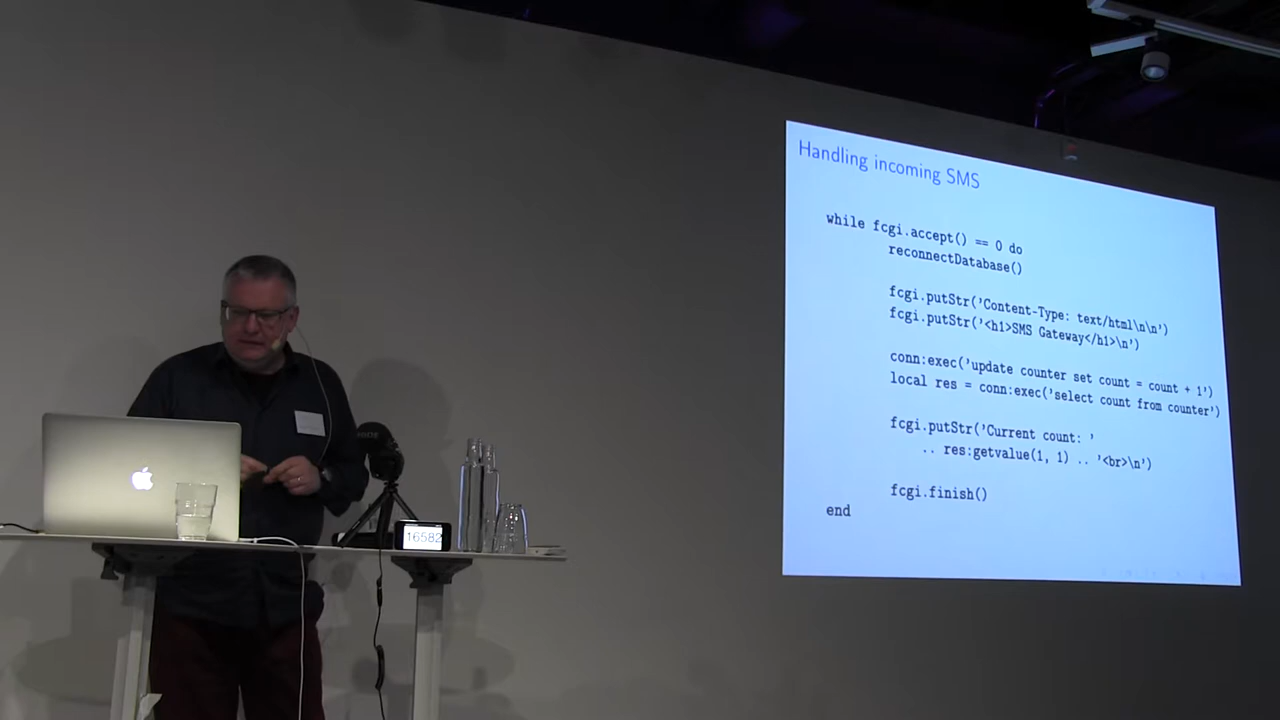 Handling incoming SMS
while fcgi.accept() == 0 do
reconnectDatabase()
fcgi.putStr('Content-Type: text/html\n\n')
fcgi.putStr('<h1>SMS Gateway</h1>\n')
conn:exec('update counter set count = count + 1')
local res = conn:exec('select count from counter')
fcgi.putStr('Current count: '
.. res:getvalue(1, 1) .. '<br>\n')
fcgi.finish()
end
16582